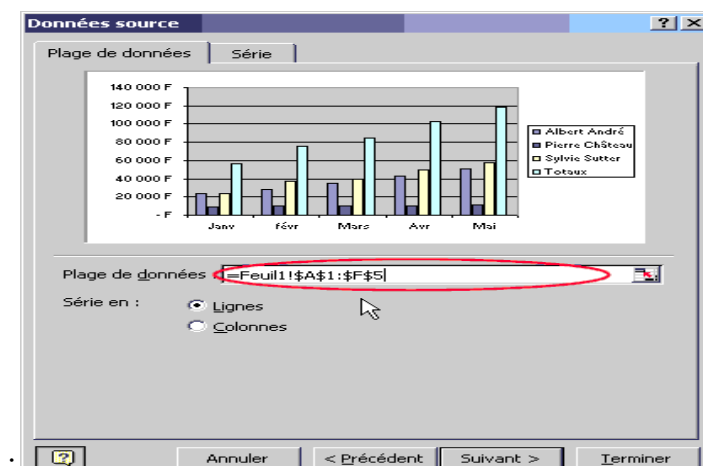 Données source
Plage de données Série
140 000 F
120 000 F
100 000 F
80 000 F
60 000 F
40 000 F
20 000 F
- F
Janv Févr Mars Avr Mai
Albert André
Pierre Château
Sylvie Sutter
Totaux
Plage de données : =Feuil1!$A$1:$F$5
Série en : Lignes
Colonnes
Annuler < Précédent Suivant > Terminer